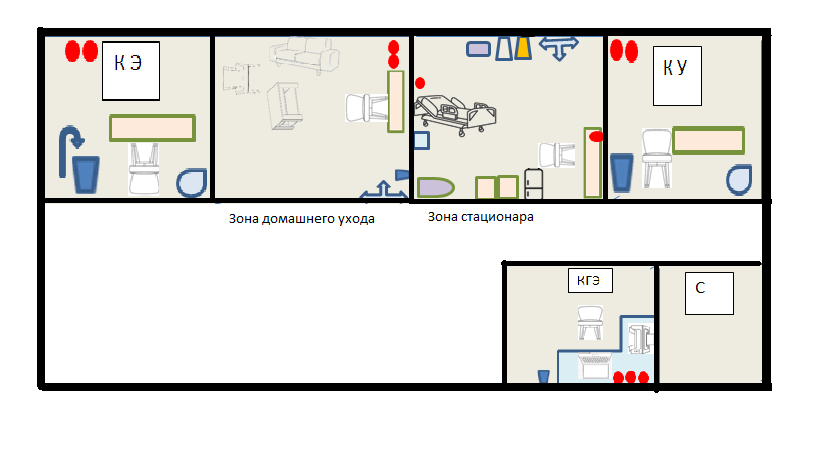 К Э
К У
Зона домашнего ухода
Зона стационара
КГЭ
С